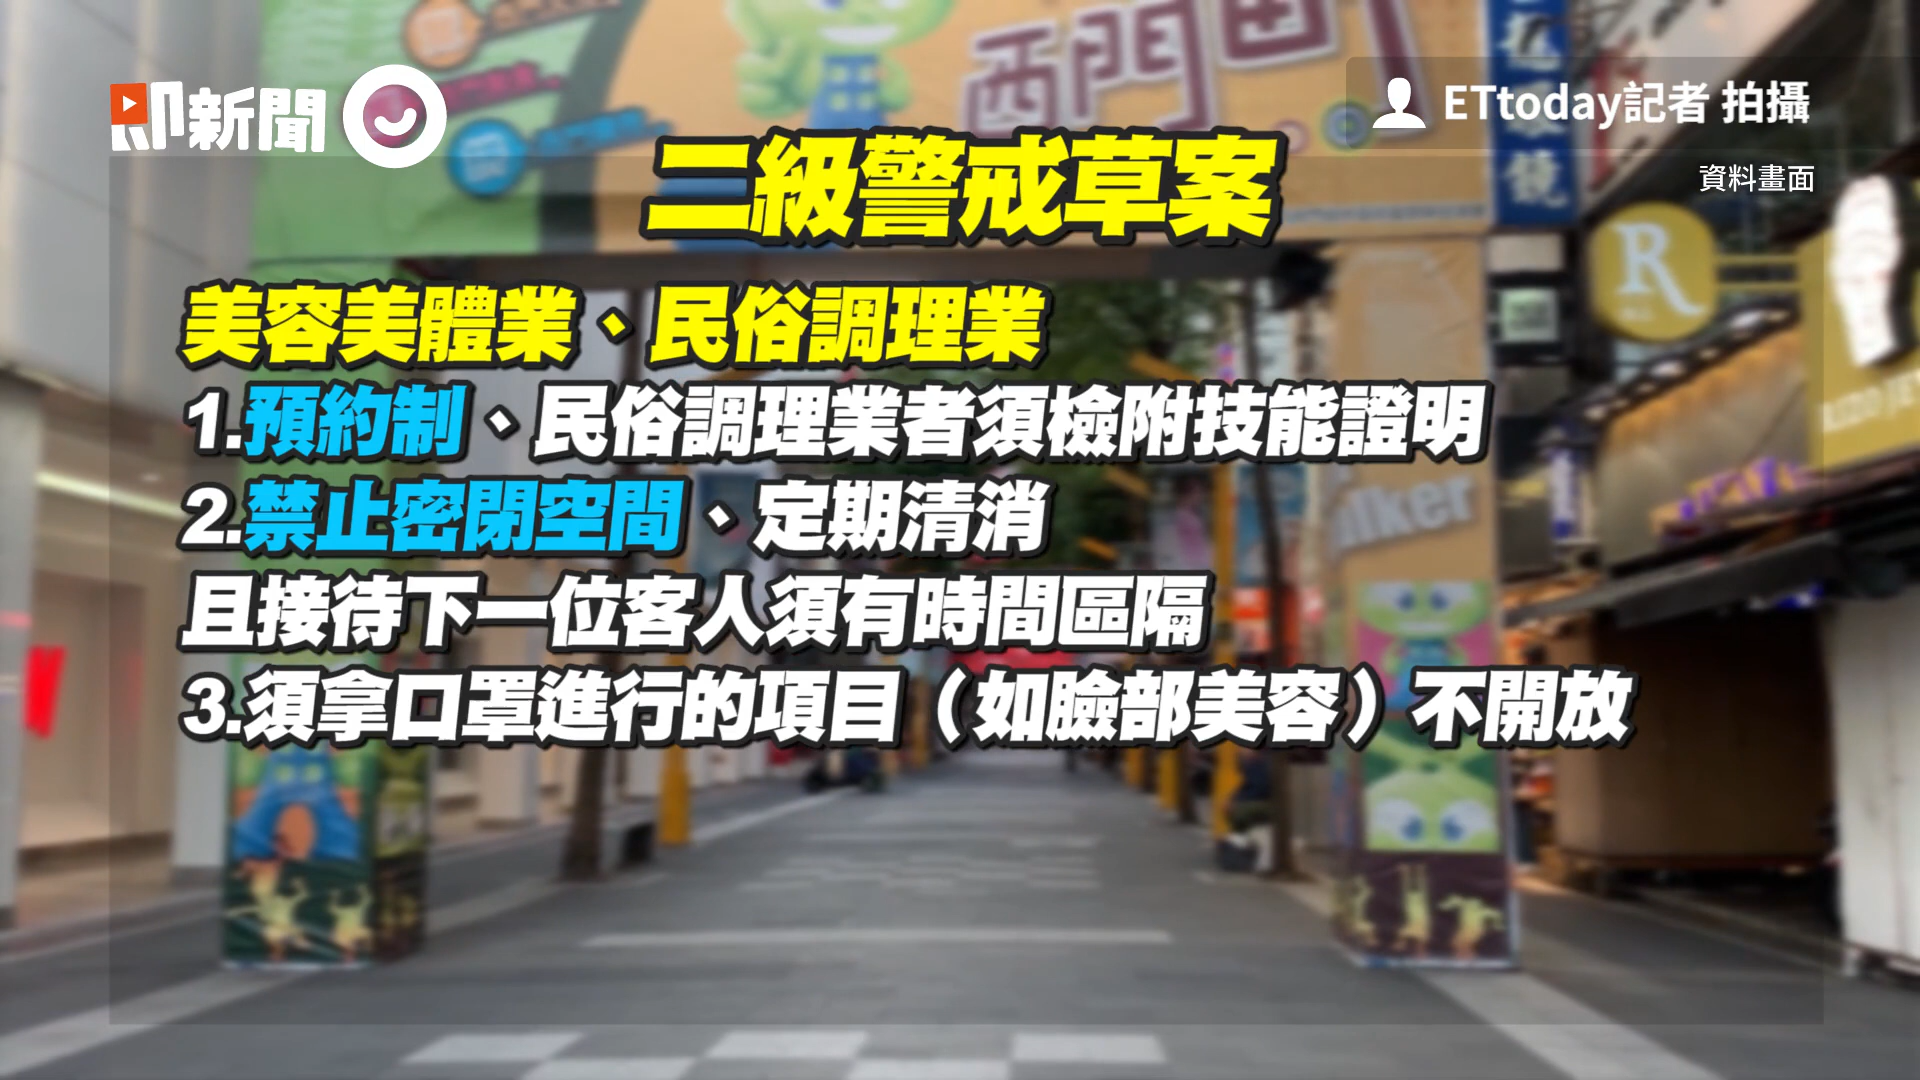 即新聞
ETtoday記者 拍攝
資料畫面
西門町
二級警戒草案
美容美體業、民俗調理業
1.預約制、民俗調理業者須檢附技能證明
2.禁止密閉空間、定期清消
且接待下一位客人須有時間區隔
3.須拿口罩進行的項目（如臉部美容）不開放
R
鏡